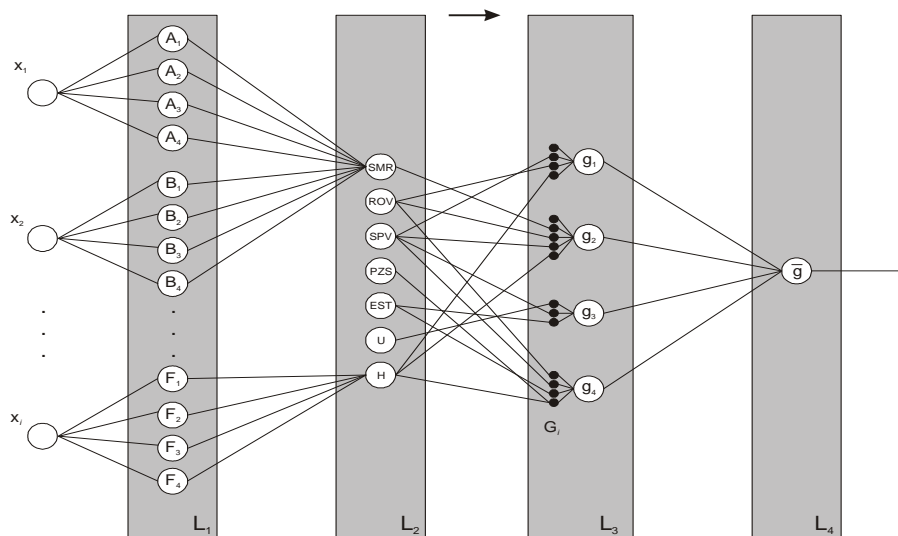 x₁
x₂
. . .
xᵢ
A₁
A₂
A₃
A₄
B₁
B₂
B₃
B₄
. . .
F₁
F₂
F₃
F₄
L₁
SMR
ROV
SPV
PZS
EST
U
H
L₂
g₁
g₂
g₃
g₄
Gᵢ
L₃
g̅
L₄